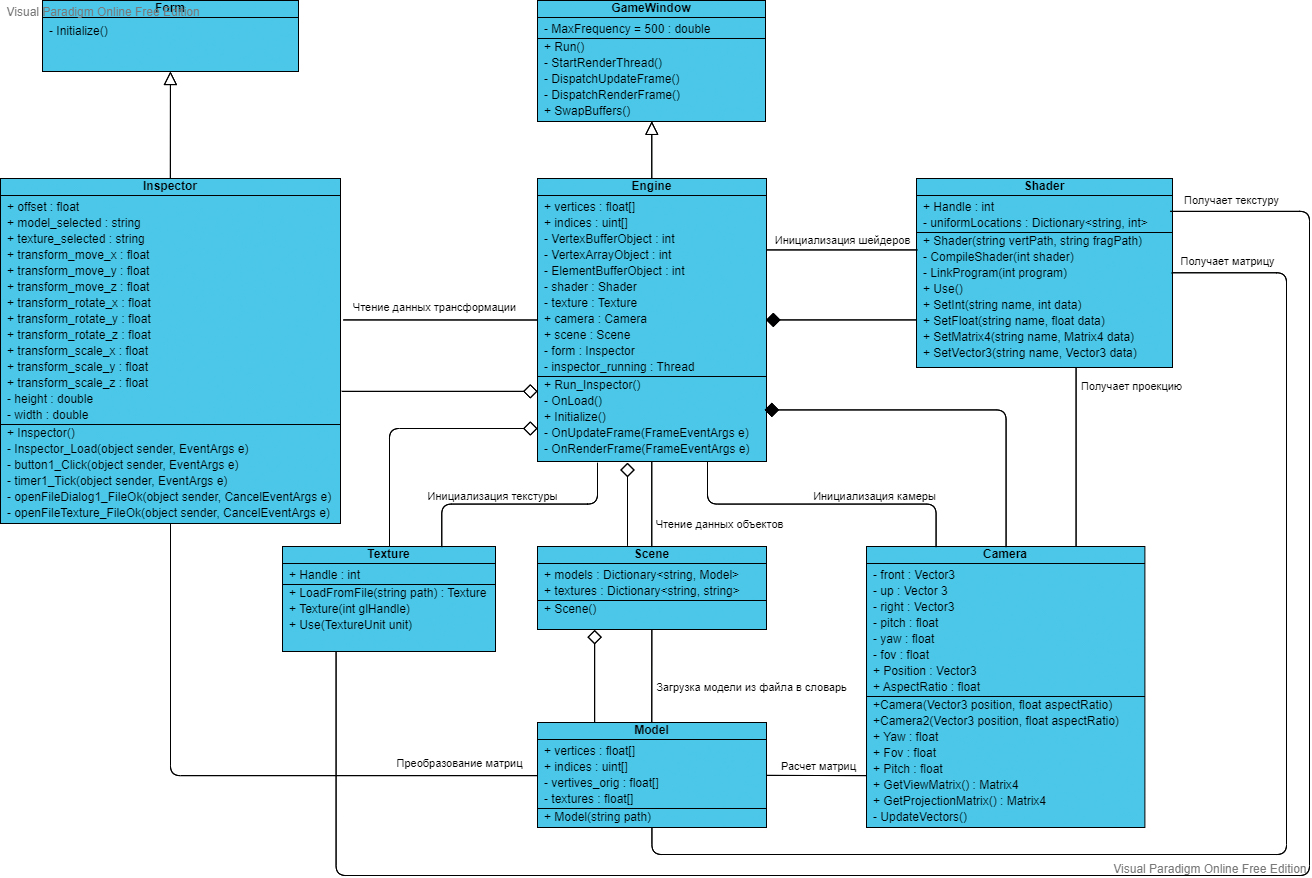 Visual Paradigm Online Free Edition
Form
- Initialize()
GameWindow
- MaxFrequency = 500 : double
+ Run()
- StartRenderThread()
- DispatchUpdateFrame()
- DispatchRenderFrame()
+ SwapBuffers()
Inspector
+ offset : float
+ model_selected : string
+ texture_selected : string
+ transform_move_x : float
+ transform_move_y : float
+ transform_move_z : float
+ transform_rotate_x : float
+ transform_rotate_y : float
+ transform_rotate_z : float
+ transform_scale_x : float
+ transform_scale_y : float
+ transform_scale_z : float
- height : double
- width : double
+ Inspector()
- Inspector_Load(object sender, EventArgs e)
- button1_Click(object sender, EventArgs e)
- timer1_Tick(object sender, EventArgs e)
- openFileDialog1_FileOk(object sender, CancelEventArgs e)
- openFileTexture_FileOk(object sender, CancelEventArgs e)
Чтение данных трансформации
Engine
+ vertices : float[]
+ indices : uint[]
- VertexBufferObject : int
- VertexArrayObject : int
- ElementBufferObject : int
- shader : Shader
- texture : Texture
+ camera : Camera
+ scene : Scene
- form : Inspector
- inspector_running : Thread
+ Run_Inspector()
- OnLoad()
+ Initialize()
- OnUpdateFrame(FrameEventArgs e)
- OnRenderFrame(FrameEventArgs e)
Инициализация шейдеров
Shader
+ Handle : int
- uniformLocations : Dictionary<string, int>
+ Shader(string vertPath, string fragPath)
- CompileShader(int shader)
- LinkProgram(int program)
+ Use()
+ SetInt(string name, int data)
+ SetFloat(string name, float data)
+ SetMatrix4(string name, Matrix4 data)
+ SetVector3(string name, Vector3 data)
Получает текстуру
Получает матрицу
Получает проекцию
Инициализация текстуры
Чтение данных объектов
Инициализация камеры
Texture
+ Handle : int
+ LoadFromFile(string path) : Texture
+ Texture(int glHandle)
+ Use(TextureUnit unit)
Scene
+ models : Dictionary<string, Model>
+ textures : Dictionary<string, string>
+ Scene()
Camera
- front : Vector3
- up : Vector 3
- right : Vector3
- pitch : float
- yaw : float
- fov : float
+ Position : Vector3
+ AspectRatio : float
+Camera(Vector3 position, float aspectRatio)
+Camera2(Vector3 position, float aspectRatio)
+ Yaw : float
+ Fov : float
+ Pitch : float
+ GetViewMatrix() : Matrix4
+ GetProjectionMatrix() : Matrix4
- UpdateVectors()
Загрузка модели из файла в словарь
Model
+ vertices : float[]
+ indices : uint[]
- vertives_orig : float[]
- textures : float[]
+ Model(string path)
Преобразование матриц
Расчет матриц
Visual Paradigm Online Free Edition